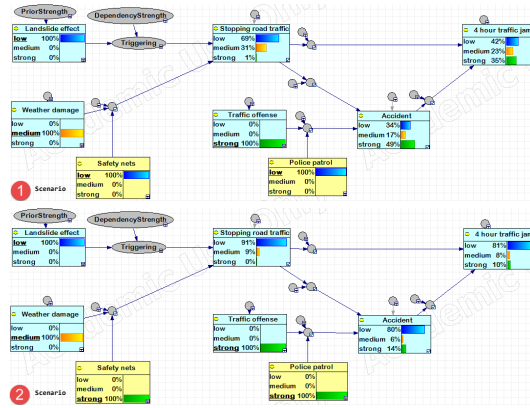 PriorStrength
DependencyStrength
Landslide effect
low 100%
medium 0%
strong 0%
Triggering
Stopping road traffic
low 69%
medium 31%
strong 1%
4 hour traffic jam
low 42%
medium 23%
strong 35%
Weather damage
low 0%
medium 100%
strong 0%
Traffic offense
low 0%
medium 0%
strong 100%
Accident
low 34%
medium 17%
strong 49%
Safety nets
low 100%
medium 0%
strong 0%
Police patrol
low 100%
medium 0%
strong 0%
1 Scenario
PriorStrength
DependencyStrength
Landslide effect
low 100%
medium 0%
strong 0%
Triggering
Stopping road traffic
low 91%
medium 9%
strong 0%
4 hour traffic jam
low 81%
medium 8%
strong 10%
Weather damage
low 0%
medium 100%
strong 0%
Traffic offense
low 0%
medium 0%
strong 100%
Accident
low 80%
medium 6%
strong 14%
Safety nets
low 0%
medium 0%
strong 100%
Police patrol
low 0%
medium 0%
strong 100%
2 Scenario